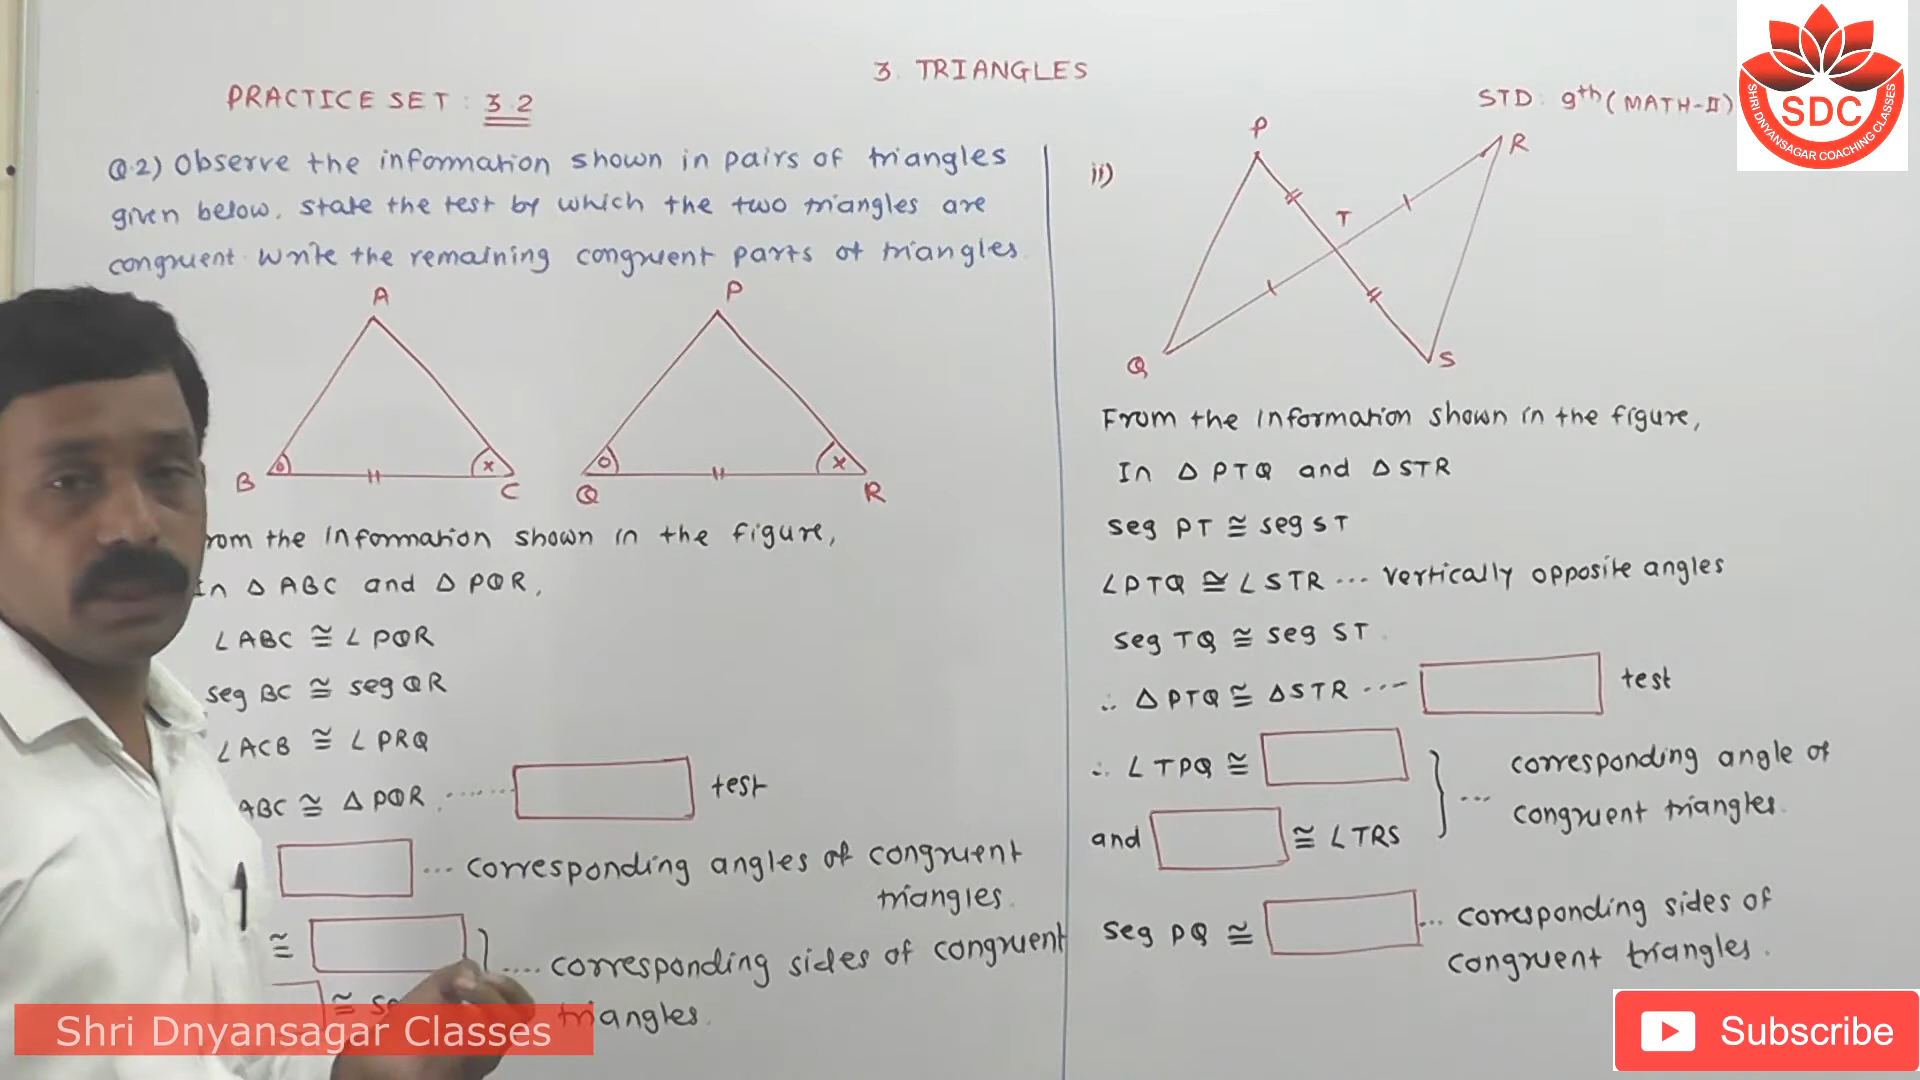 3. TRIANGLES
PRACTICE SET : 3.2
STD : 9th (MATH-II)
SDC
SHRI DNYANSAGAR COACHING CLASSES
Q.2) Observe the information shown in pairs of triangles
given below. State the test by which the two triangles are
congruent. Write the remaining congruent parts of triangles
A
B
C
P
Q
R
rom the information shown in the figure,
In △ ABC and △ PQR,
∠ ABC ≅ ∠ PQR
seg BC ≅ seg QR
∠ ACB ≅ ∠ PRQ
ABC ≅ △ PQR ....... test
... corresponding angles of congruent
triangles.
≅ } .... corresponding sides of congruent
≅
triangles.
ii)
P
R
T
Q
S
From the information shown in the figure,
In △ PTQ and △ STR
seg PT ≅ seg ST
∠PTQ ≅ ∠ STR ... vertically opposite angles
seg TQ ≅ seg ST
∴ △ PTQ ≅ △STR ... test
∴ ∠ TPQ ≅ } ... corresponding angle of
congruent triangles.
and ≅ ∠ TRS
seg PQ ≅ ... corresponding sides of
congruent triangles.
Shri Dnyansagar Classes
Subscribe